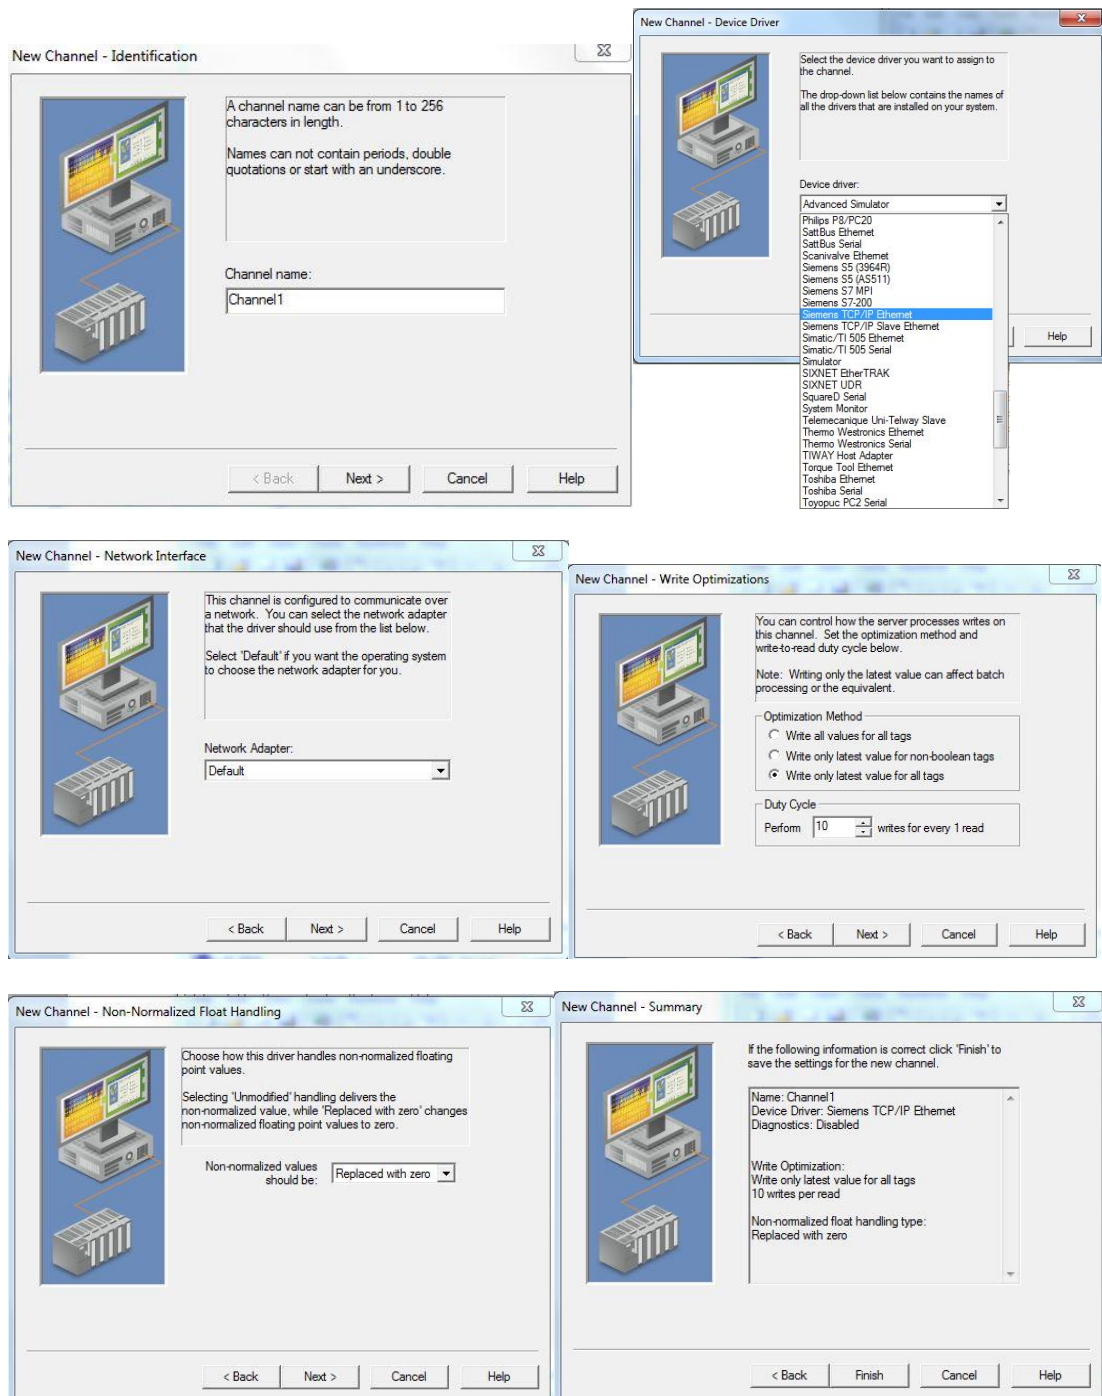 New Channel - Identification
A channel name can be from 1 to 256
characters in length.
Names can not contain periods, double
quotations or start with an underscore.
Channel name:
Channel1
< Back
Next >
Cancel
Help
New Channel - Device Driver
Select the device driver you want to assign to
the channel.
The drop-down list below contains the names of
all the drivers that are installed on your system.
Device driver:
Advanced Simulator
Philips P8/PC20
SattBus Ethernet
SattBus Serial
Scanivalve Ethernet
Siemens S5 (3964R)
Siemens S5 (AS511)
Siemens S7 MPI
Siemens S7-200
Siemens TCP/IP Ethernet
Siemens TCP/IP Slave Ethernet
Simatic/TI 505 Ethernet
Simatic/TI 505 Serial
Simulator
SIXNET EtherTRAK
SIXNET UDR
SquareD Serial
System Monitor
Telemecanique Uni-Telway Slave
Thermo Westronics Ethernet
Thermo Westronics Serial
TIWAY Host Adapter
Torque Tool Ethernet
Toshiba Ethernet
Toshiba Serial
Toyopuc PC2 Serial
Help
New Channel - Network Interface
This channel is configured to communicate over
a network. You can select the network adapter
that the driver should use from the list below.
Select 'Default' if you want the operating system
to choose the network adapter for you.
Network Adapter:
Default
< Back
Next >
Cancel
Help
New Channel - Write Optimizations
You can control how the server processes writes on
this channel. Set the optimization method and
write-to-read duty cycle below.
Note: Writing only the latest value can affect batch
processing or the equivalent.
Optimization Method
Write all values for all tags
Write only latest value for non-boolean tags
Write only latest value for all tags
Duty Cycle
Perform 10 writes for every 1 read
< Back
Next >
Cancel
Help
New Channel - Non-Normalized Float Handling
Choose how this driver handles non-normalized floating
point values.
Selecting 'Unmodified' handling delivers the
non-normalized value, while 'Replaced with zero' changes
non-normalized floating point values to zero.
Non-normalized values
should be:
Replaced with zero
< Back
Next >
Cancel
Help
New Channel - Summary
If the following information is correct click 'Finish' to
save the settings for the new channel.
Name: Channel1
Device Driver: Siemens TCP/IP Ethernet
Diagnostics: Disabled
Write Optimization:
Write only latest value for all tags
10 writes per read
Non-normalized float handling type:
Replaced with zero
< Back
Finish
Cancel
Help